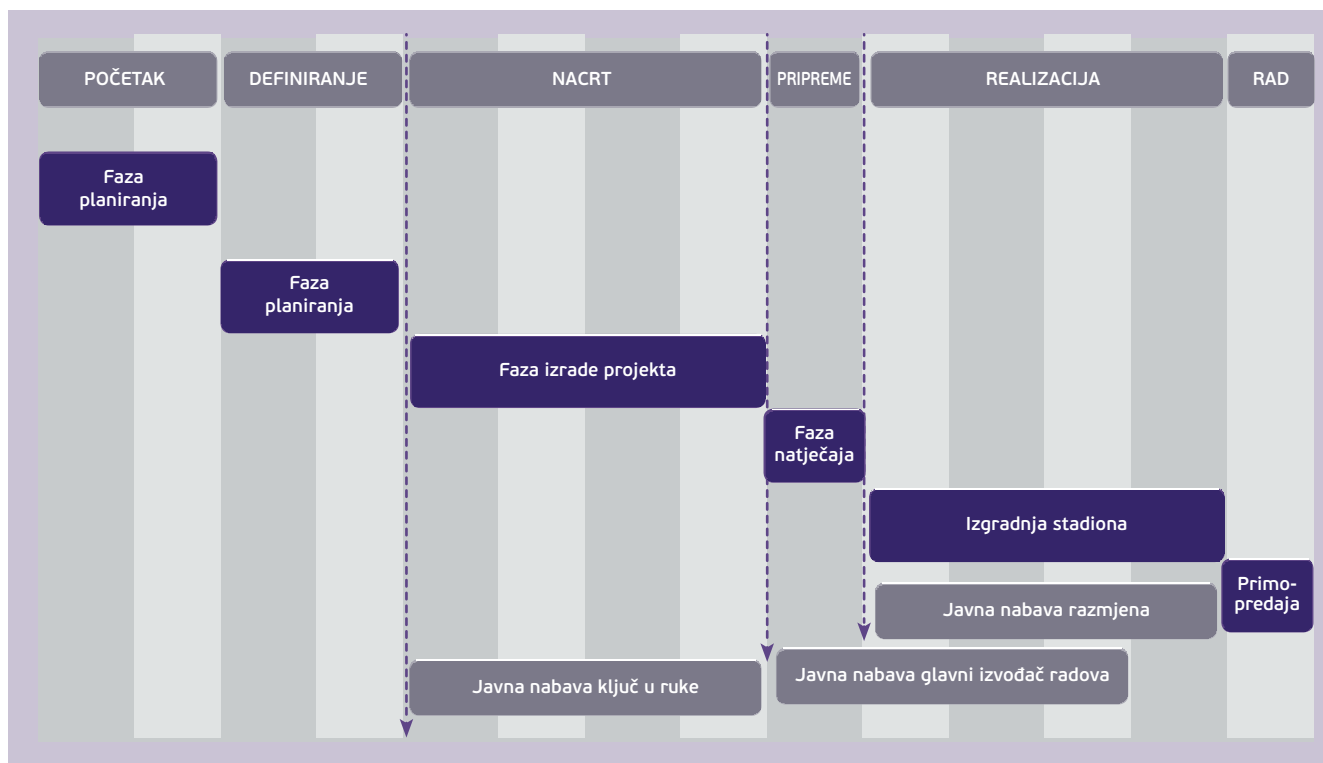 POČETAK
DEFINIRANJE
NACRT
PRIPREME
REALIZACIJA
RAD
Faza
planiranja
Faza
planiranja
Faza izrade projekta
Faza
natječaja
Izgradnja stadiona
Primo-
predaja
Javna nabava razmjena
Javna nabava glavni izvođač radova
Javna nabava ključ u ruke